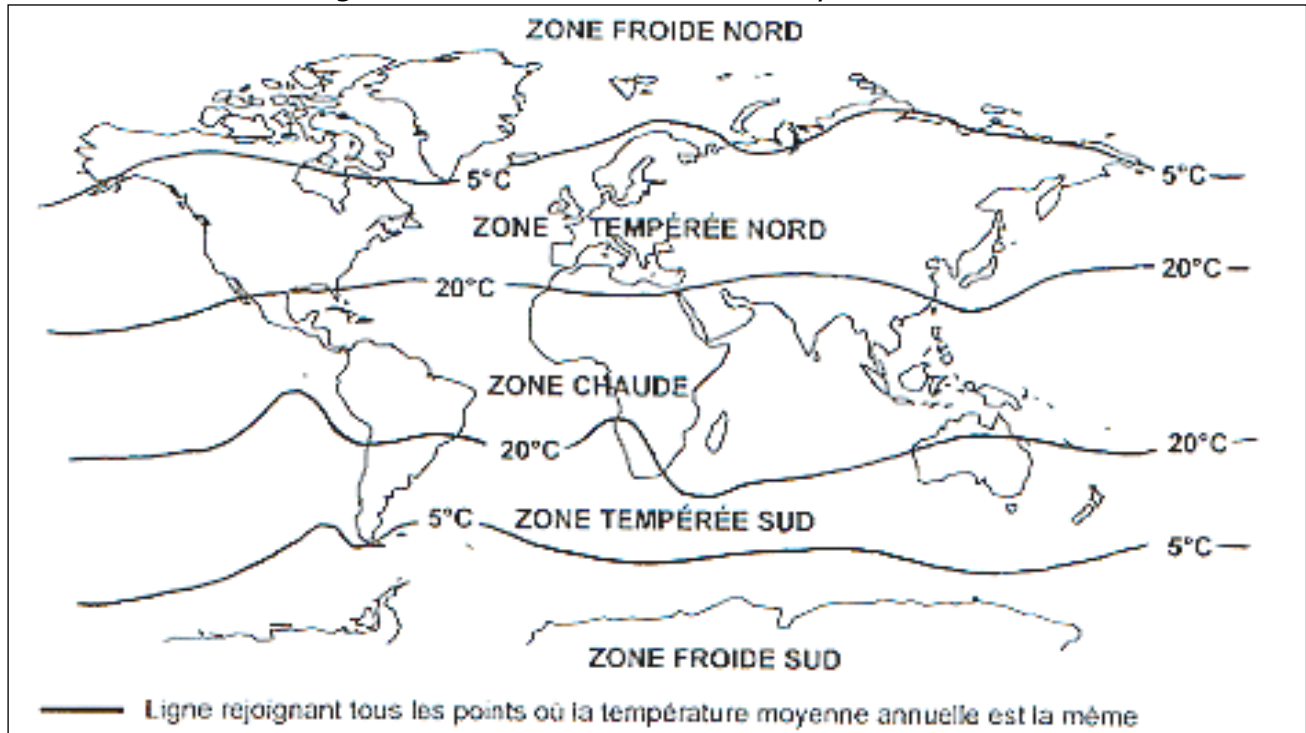 ZONE FROIDE NORD
5°C
5°C
ZONE TEMPÉRÉE NORD
20°C
20°C
ZONE CHAUDE
20°C
20°C
5°C
ZONE TEMPÉRÉE SUD
5°C
ZONE FROIDE SUD
Ligne rejoignant tous les points où la température moyenne annuelle est la même